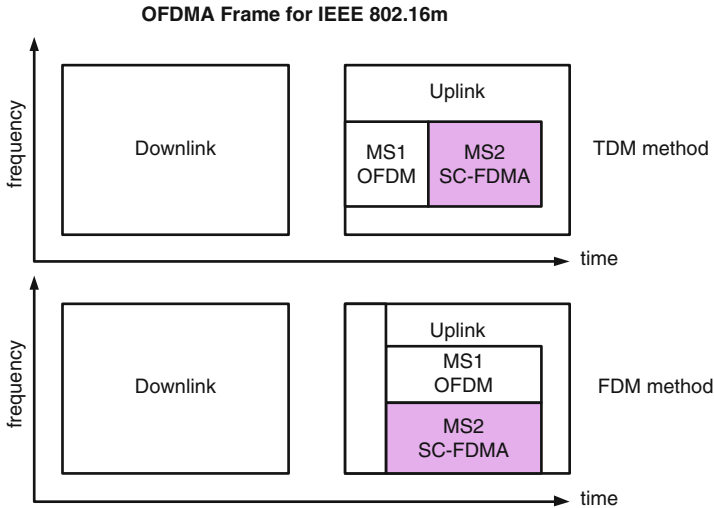 OFDMA Frame for IEEE 802.16m
frequency
Downlink
Uplink
MS1
OFDM
MS2
SC-FDMA
TDM method
time
frequency
Downlink
Uplink
MS1
OFDM
MS2
SC-FDMA
FDM method
time